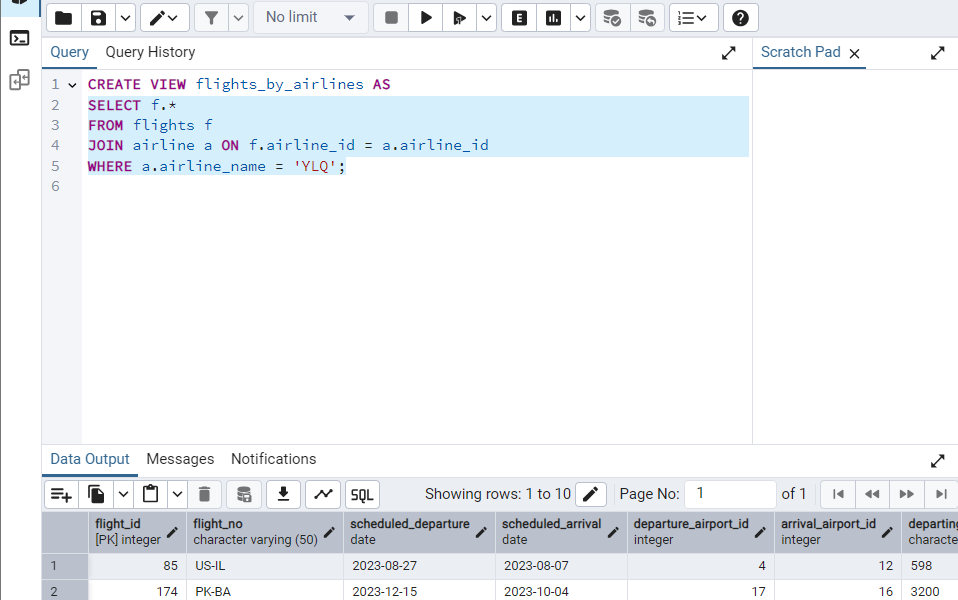 No limit
E
SQL
Query Query History
Scratch Pad
1 CREATE VIEW flights_by_airlines AS
2 SELECT f.*
3 FROM flights f
4 JOIN airline a ON f.airline_id = a.airline_id
5 WHERE a.airline_name = 'YLQ';
6
Data Output Messages Notifications
Showing rows: 1 to 10 Page No: 1 of 1
flight_id flight_no scheduled_departure scheduled_arrival departure_airport_id arrival_airport_id departing
[PK] integer character varying (50) date date integer integer characte
1 85 US-IL 2023-08-27 2023-08-07 4 12 598
2 174 PK-BA 2023-12-15 2023-10-04 17 16 3200